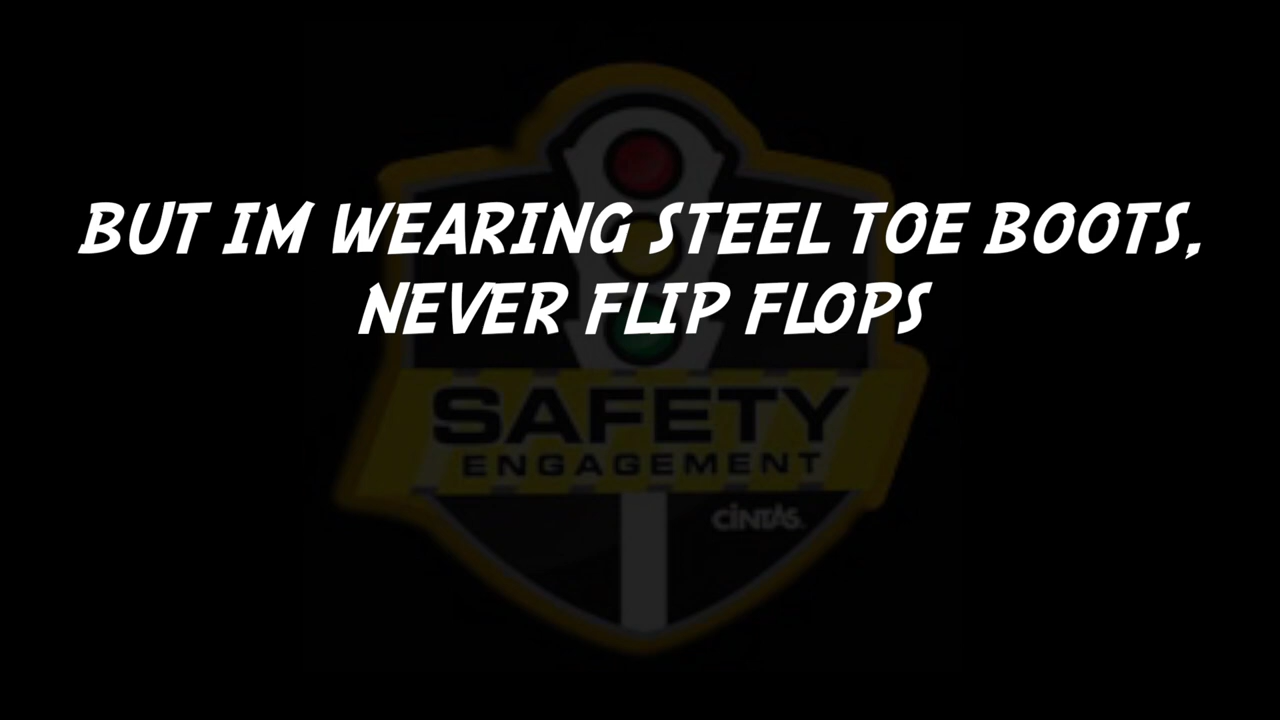 BUT IM WEARING STEEL TOE BOOTS,
NEVER FLIP FLOPS
SAFETY
ENGAGEMENT
CINTAS